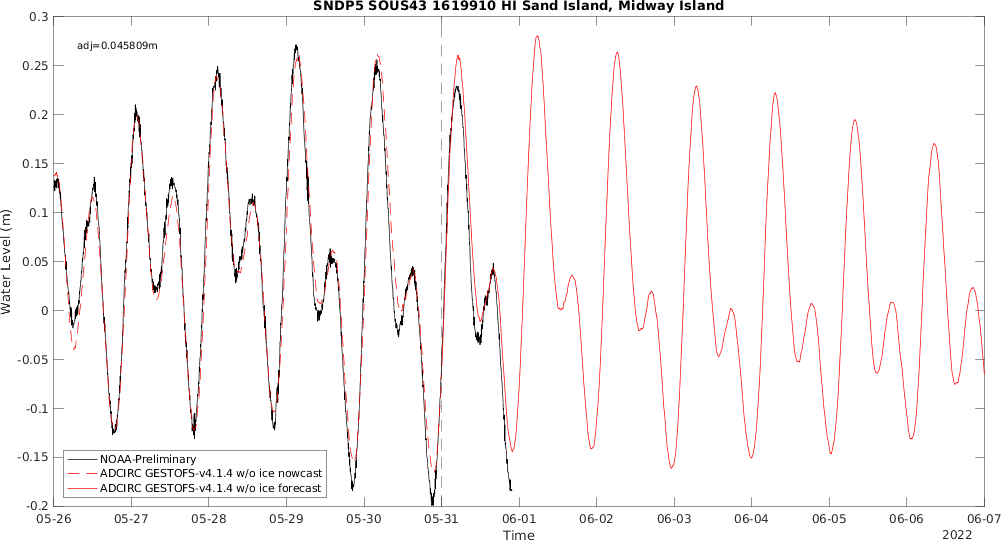 SNDP5 SOUS43 1619910 HI Sand Island, Midway Island
adj=0.045809m
0.3
0.25
0.2
0.15
0.1
0.05
0
-0.05
-0.1
-0.15
-0.2
Water Level (m)
NOAA-Preliminary
ADCIRC GESTOFS-v4.1.4 w/o ice nowcast
ADCIRC GESTOFS-v4.1.4 w/o ice forecast
05-26 05-27 05-28 05-29 05-30 05-31 06-01 06-02 06-03 06-04 06-05 06-06 06-07
Time
2022